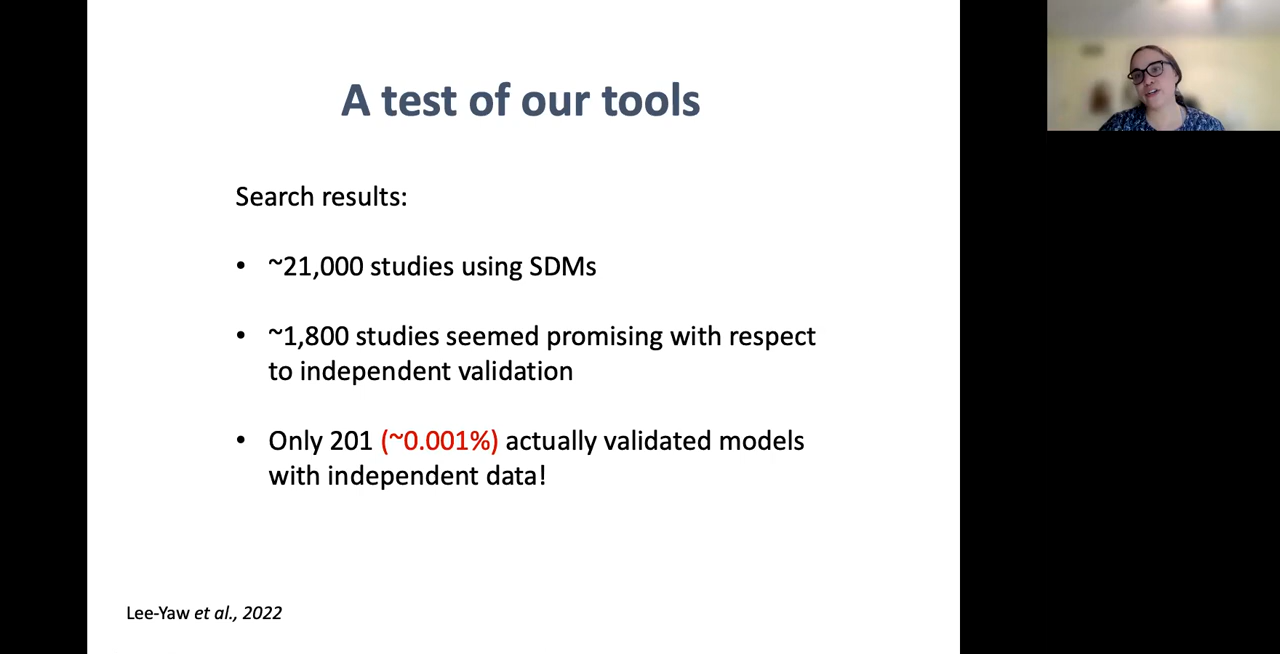 A test of our tools
Search results:
• ~21,000 studies using SDMs
• ~1,800 studies seemed promising with respect
to independent validation
• Only 201 (~0.001%) actually validated models
with independent data!
Lee-Yaw et al., 2022